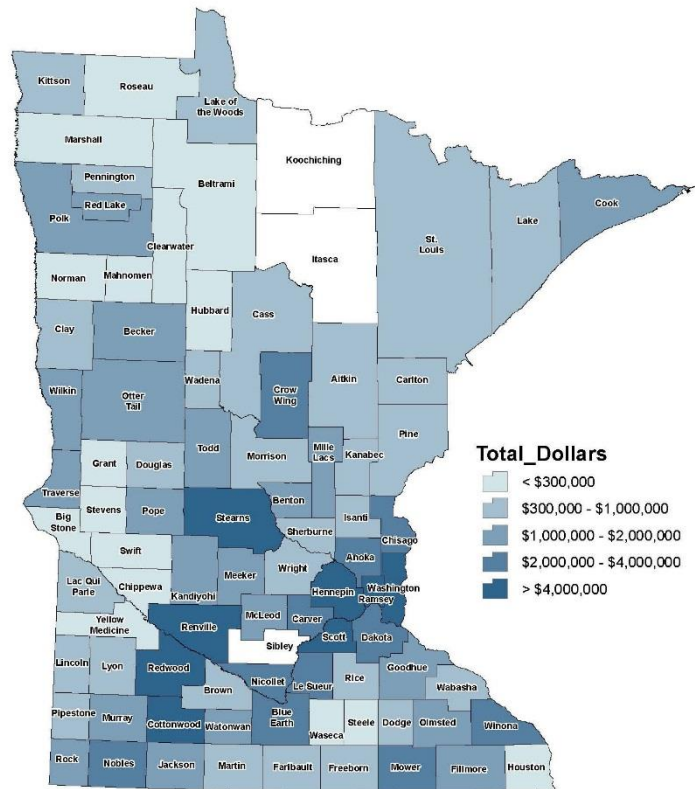 Kittson
Roseau
Lake of
the Woods
Marshall
Koochiching
Pennington
Beltrami
Red Lake
Polk
Clearwater
Cook
Lake
St.
Louis
Itasca
Norman
Mahnomen
Hubbard
Cass
Clay
Becker
Wadena
Crow
Wing
Aitkin
Carlton
Wilkin
Otter
Tail
Pine
Todd
Mille
Lacs
Kanabec
Morrison
Grant
Douglas
Total_Dollars
< $300,000
$300,000 - $1,000,000
$1,000,000 - $2,000,000
$2,000,000 - $4,000,000
> $4,000,000
Traverse
Stevens
Pope
Stearns
Benton
Isanti
Big
Stone
Sherburne
Chisago
Swift
Anoka
Wright
Meeker
Lac Qui
Parle
Chippewa
Kandiyohi
Hennepin
Washington
Ramsey
Yellow
Medicine
Renville
McLeod
Carver
Scott
Dakota
Sibley
Lincoln
Lyon
Redwood
Nicollet
Le Sueur
Rice
Goodhue
Wabasha
Brown
Pipestone
Murray
Cottonwood
Watonwan
Blue
Earth
Waseca
Steele
Dodge
Olmsted
Winona
Rock
Nobles
Jackson
Martin
Faribault
Freeborn
Mower
Fillmore
Houston